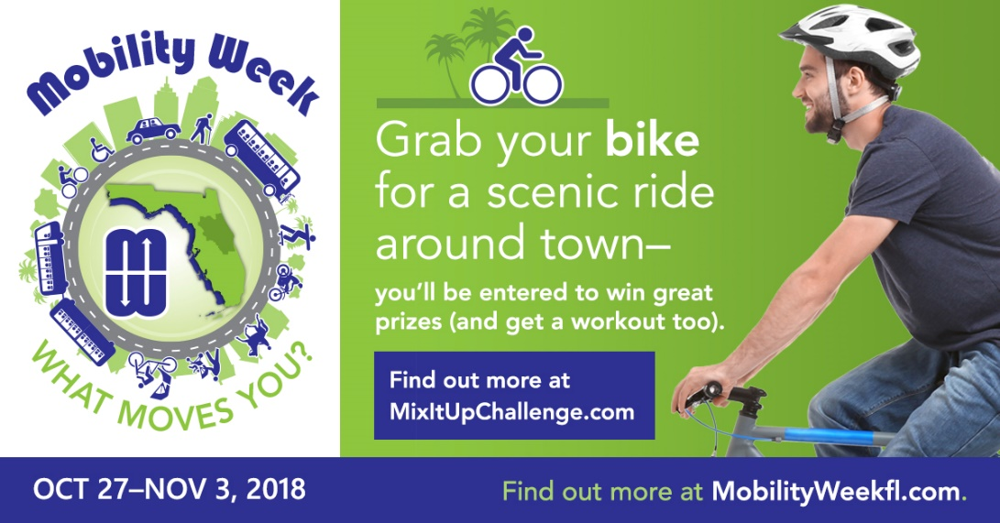 Mobility Week
WHAT MOVES YOU?
Grab your bike
for a scenic ride
around town–
you'll be entered to win great
prizes (and get a workout too).
Find out more at
MixItUpChallenge.com
OCT 27–NOV 3, 2018
Find out more at MobilityWeekfl.com.